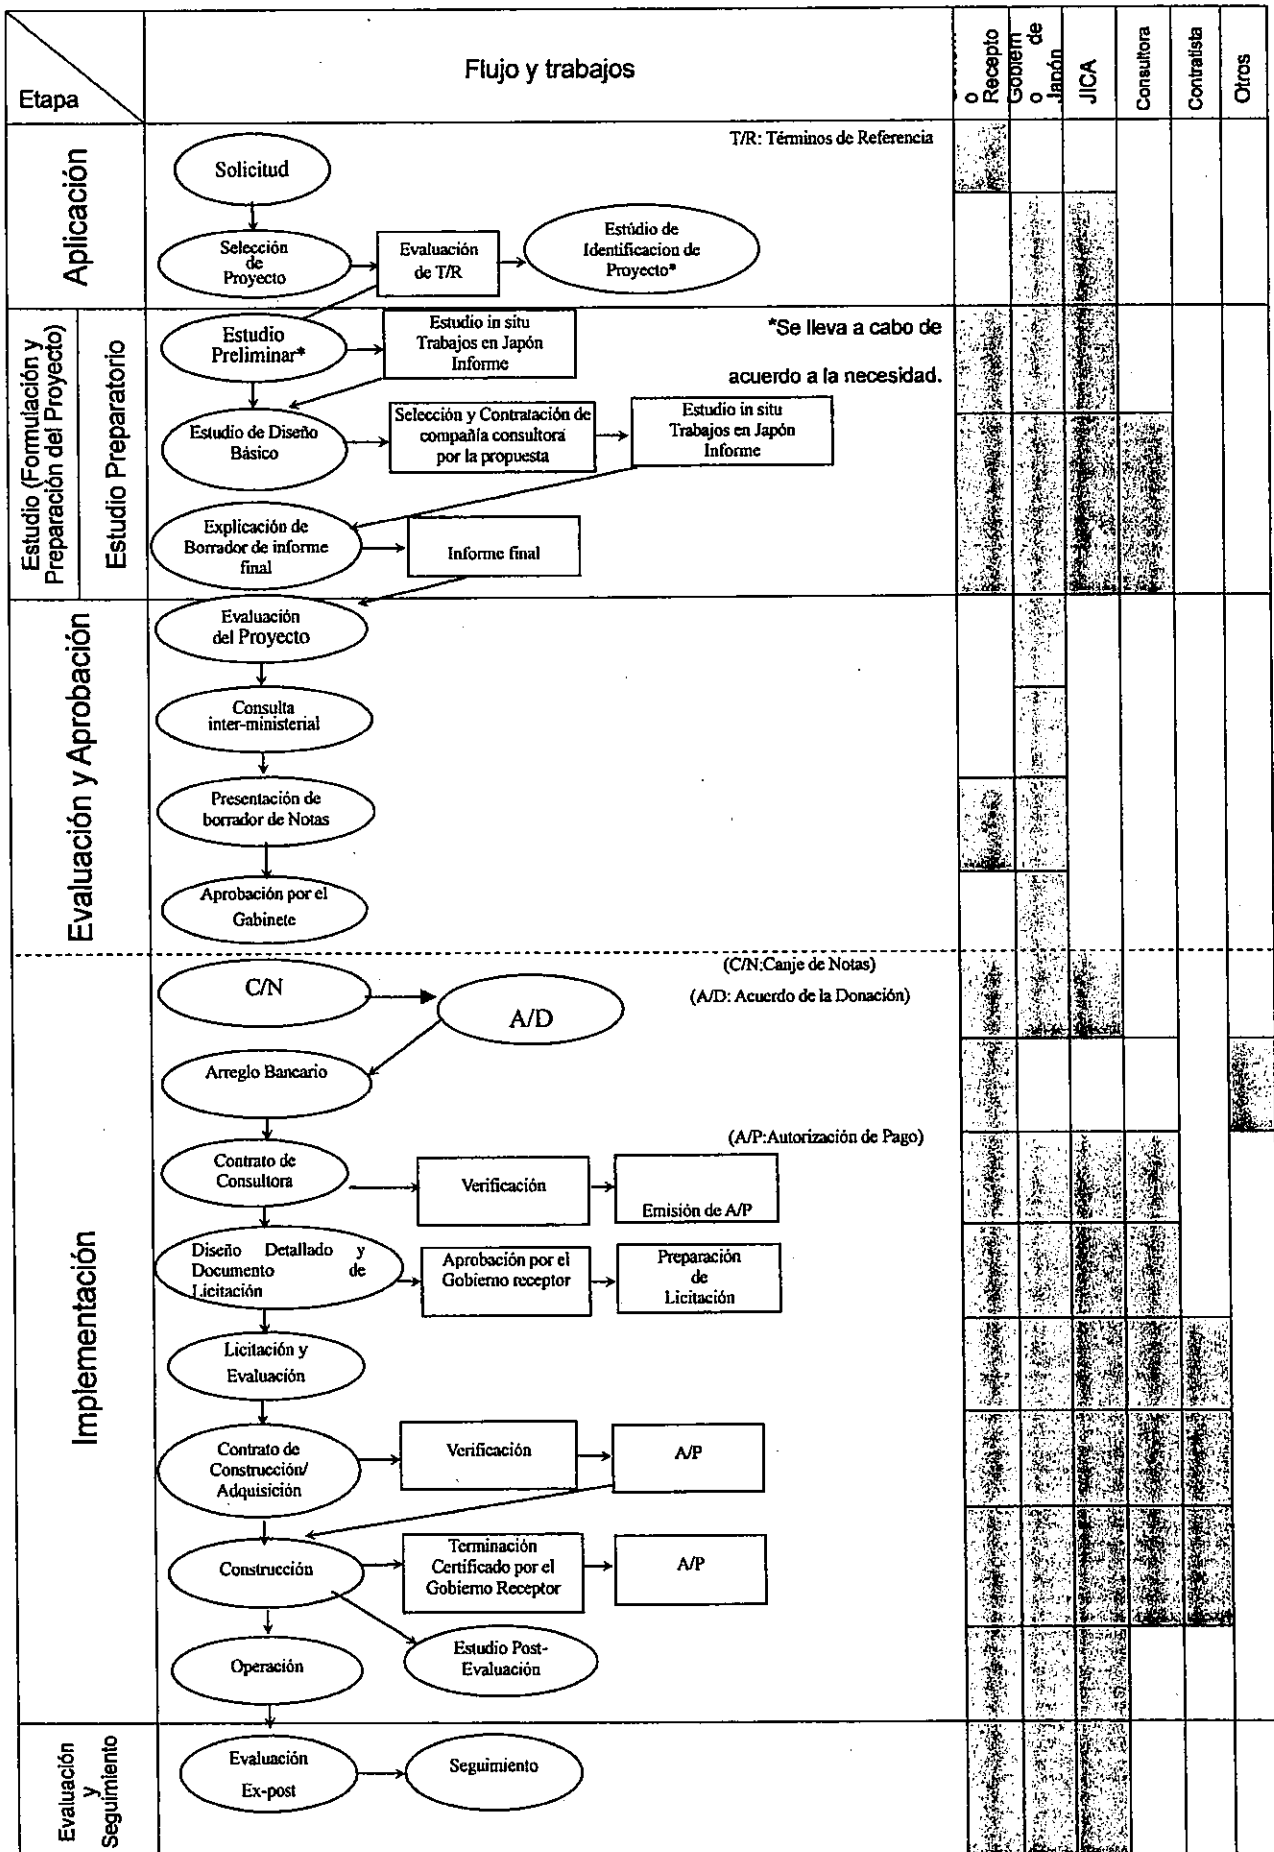 Etapa
Flujo y trabajos
o
Recepto
Gobiern
o de
Japón
JICA
Consultora
Contratista
Otros
Aplicación
T/R: Términos de Referencia
Solicitud
Selección
de
Proyecto
Evaluación
de T/R
Estúdio de
Identificacion de
Proyecto*
Estudio (Formulación y
Preparación del Proyecto)
Estudio Preparatorio
Estudio
Preliminar*
Estudio in situ
Trabajos en Japón
Informe
*Se lleva a cabo de
acuerdo a la necesidad.
Estudio de Diseño
Básico
Selección y Contratación de
compañía consultora
por la propuesta
Estudio in situ
Trabajos en Japón
Informe
Explicación de
Borrador de informe
final
Informe final
Evaluación y Aprobación
Evaluación
del Proyecto
Consulta
inter-ministerial
Presentación de
borrador de Notas
Aprobación por el
Gabinete
Implementación
C/N
A/D
(C/N:Canje de Notas)
(A/D: Acuerdo de la Donación)
Arreglo Bancario
(A/P:Autorización de Pago)
Contrato de
Consultora
Verificación
Emisión de A/P
Diseño Detallado y
Documento de
Licitación
Aprobación por el
Gobierno receptor
Preparación
de
Licitación
Licitación y
Evaluación
Contrato de
Construcción/
Adquisición
Verificación
A/P
Construcción
Terminación
Certificado por el
Gobierno Receptor
A/P
Operación
Estudio Post-
Evaluación
Evaluación
y
Seguimiento
Evaluación
Ex-post
Seguimiento